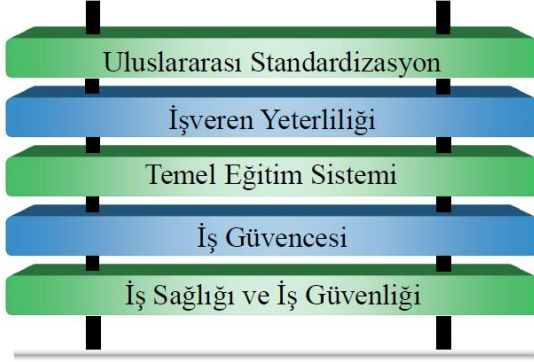 Uluslararası Standardizasyon
İşveren Yeterliliği
Temel Eğitim Sistemi
İş Güvencesi
İş Sağlığı ve İş Güvenliği